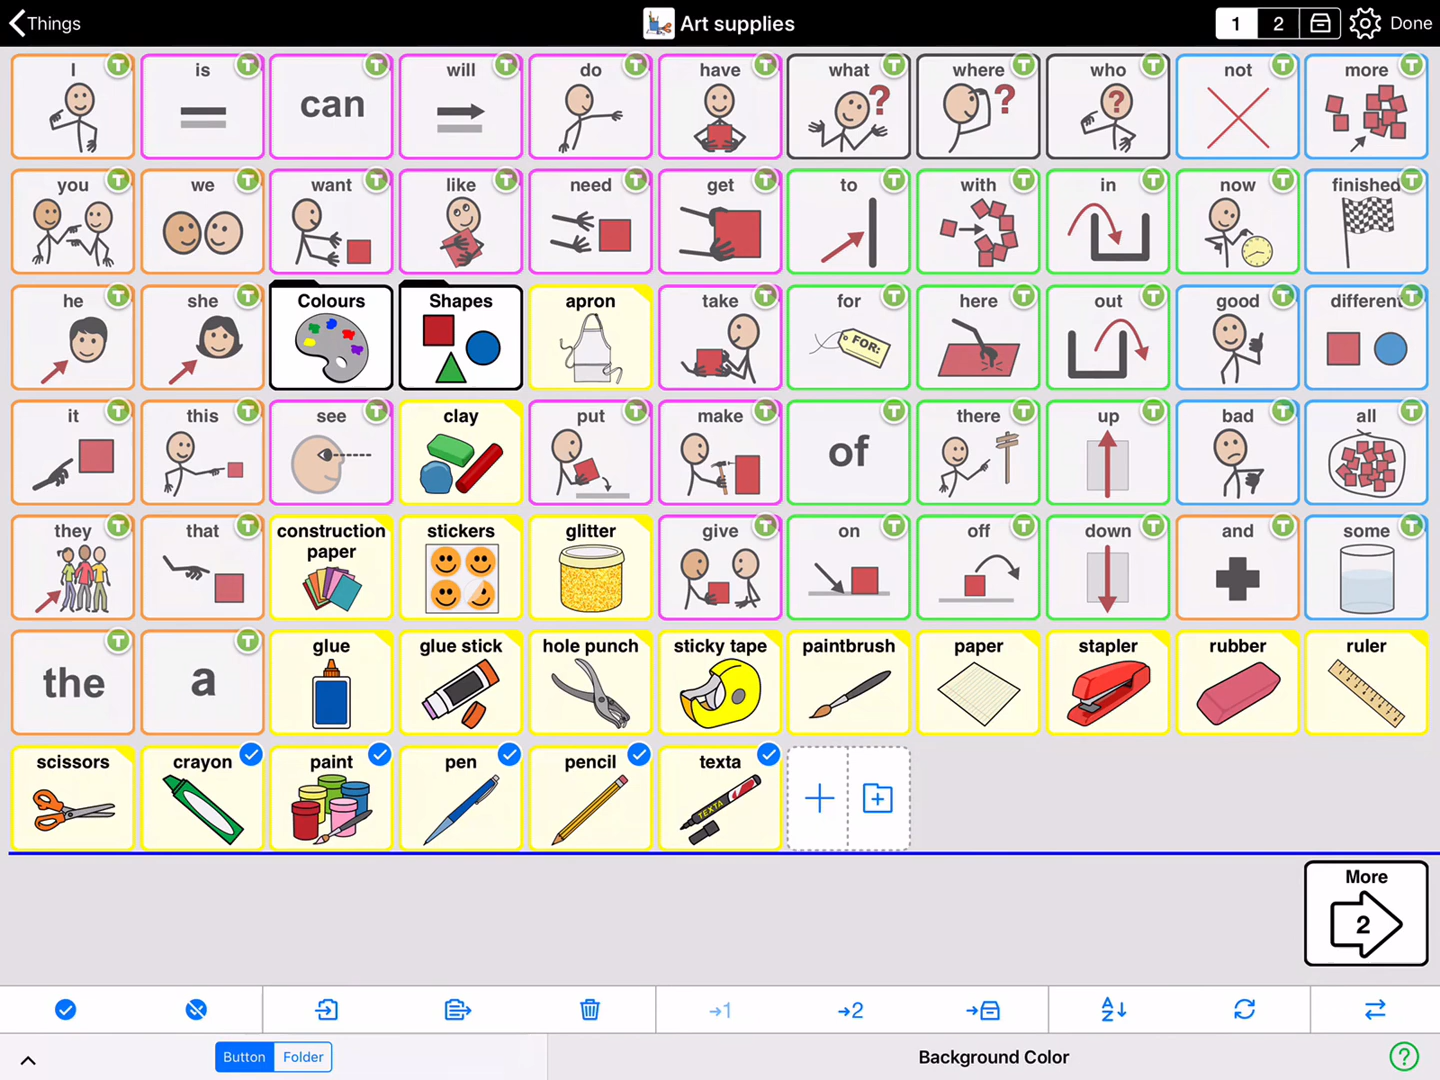 Things
Art supplies
1 2 Done
I is can will do have what where who not more
you we want like need get to with in now finished
he she Colours Shapes apron take for here out good different
FOR:
it this see clay put make of there up bad all
they that construction paper stickers glitter give on off down and some
the a glue glue stick hole punch sticky tape paintbrush paper stapler rubber ruler
scissors crayon paint pen pencil texta
TEXTA
More
2
→1 →2 A Z
Button Folder Background Color ?